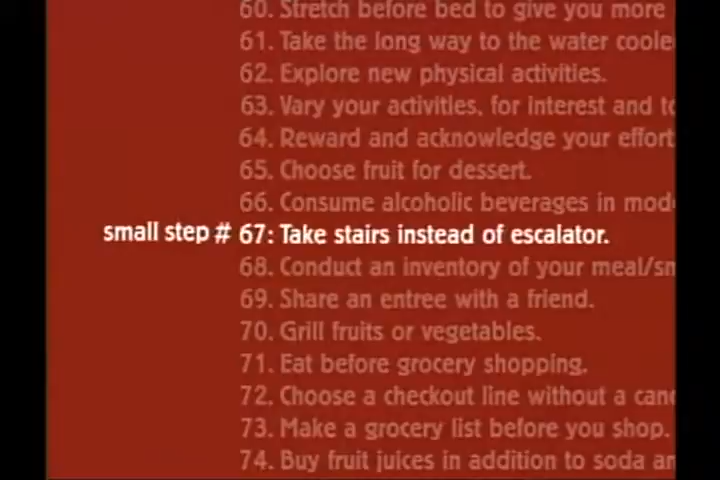 60. Stretch before bed to give you more
61. Take the long way to the water coole
62. Explore new physical activities.
63. Vary your activities, for interest and to
64. Reward and acknowledge your effort
65. Choose fruit for dessert.
66. Consume alcoholic beverages in mod
small step # 67: Take stairs instead of escalator.
68. Conduct an inventory of your meal/sn
69. Share an entree with a friend.
70. Grill fruits or vegetables.
71. Eat before grocery shopping.
72. Choose a checkout line without a can
73. Make a grocery list before you shop.
74. Buy fruit juices in addition to soda an